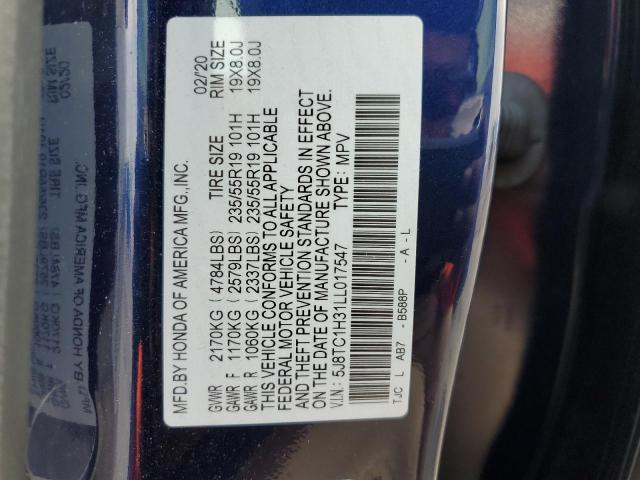 MFD.BY HONDA OF AMERICA MFG.,INC. 02/'20
TIRE SIZE RIM SIZE
GVWR 2170KG ( 4784LBS)
GAWR F 1170KG ( 2579LBS) 235/55R19 101H 19X8.0J
GAWR R 1060KG ( 2337LBS) 235/55R19 101H 19X8.0J
THIS VEHICLE CONFORMS TO ALL APPLICABLE
FEDERAL MOTOR VEHICLE SAFETY
AND THEFT PREVENTION STANDARDS IN EFFECT
ON THE DATE OF MANUFACTURE SHOWN ABOVE.
V.I.N.: 5J8TC1H31LL017547 TYPE: MPV
TJC L AB7 - B588P - A - L